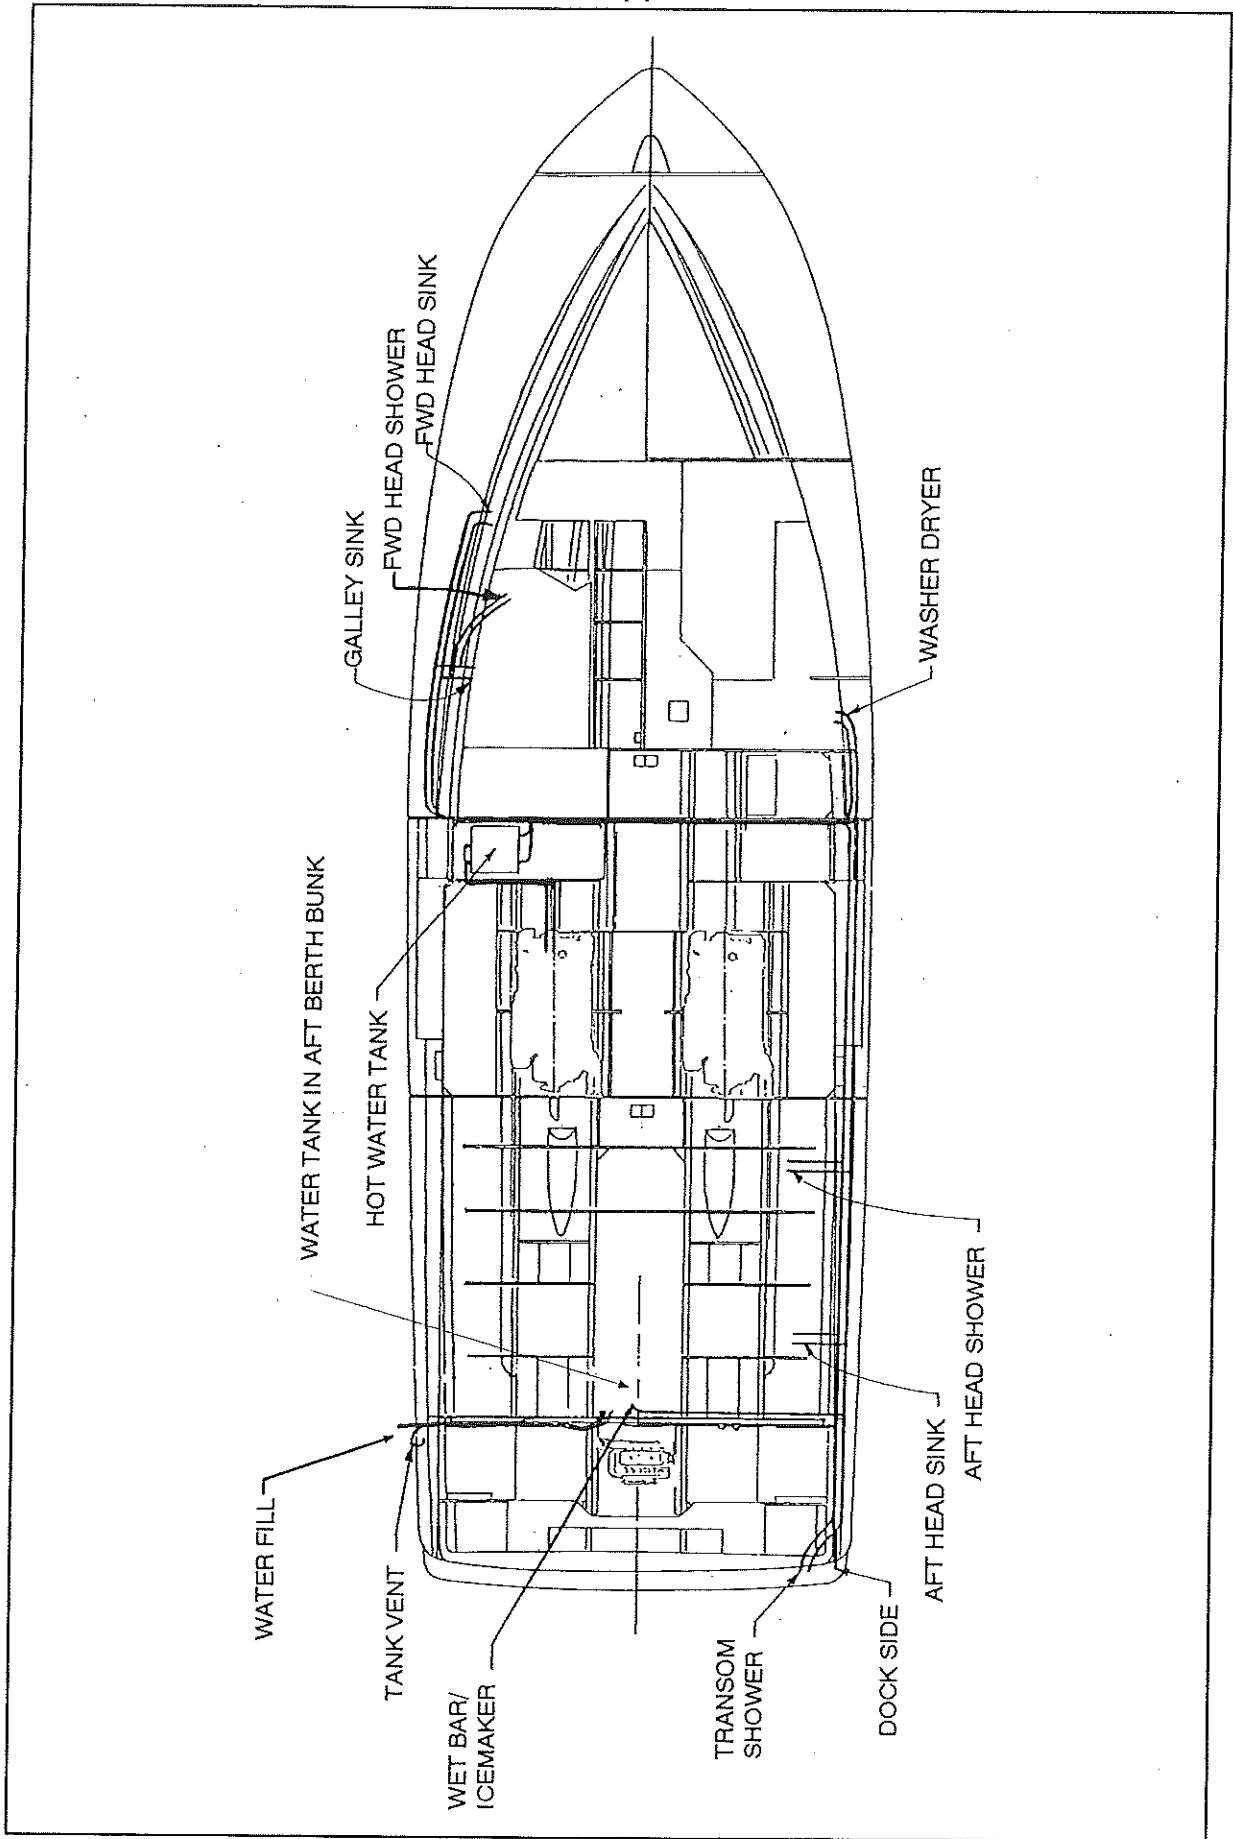 WATER FILL
TANK VENT
WET BAR/
ICEMAKER
WATER TANK IN AFT BERTH BUNK
HOT WATER TANK
GALLEY SINK
FWD HEAD SHOWER
FWD HEAD SINK
TRANSOM
SHOWER
DOCK SIDE
AFT HEAD SINK
AFT HEAD SHOWER
WASHER DRYER